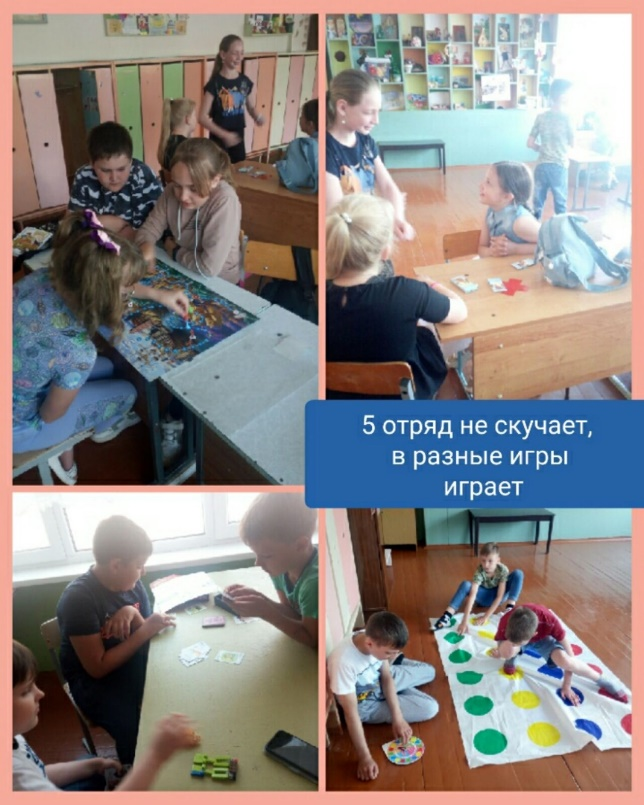 5 отряд не скучает,
в разные игры
играет